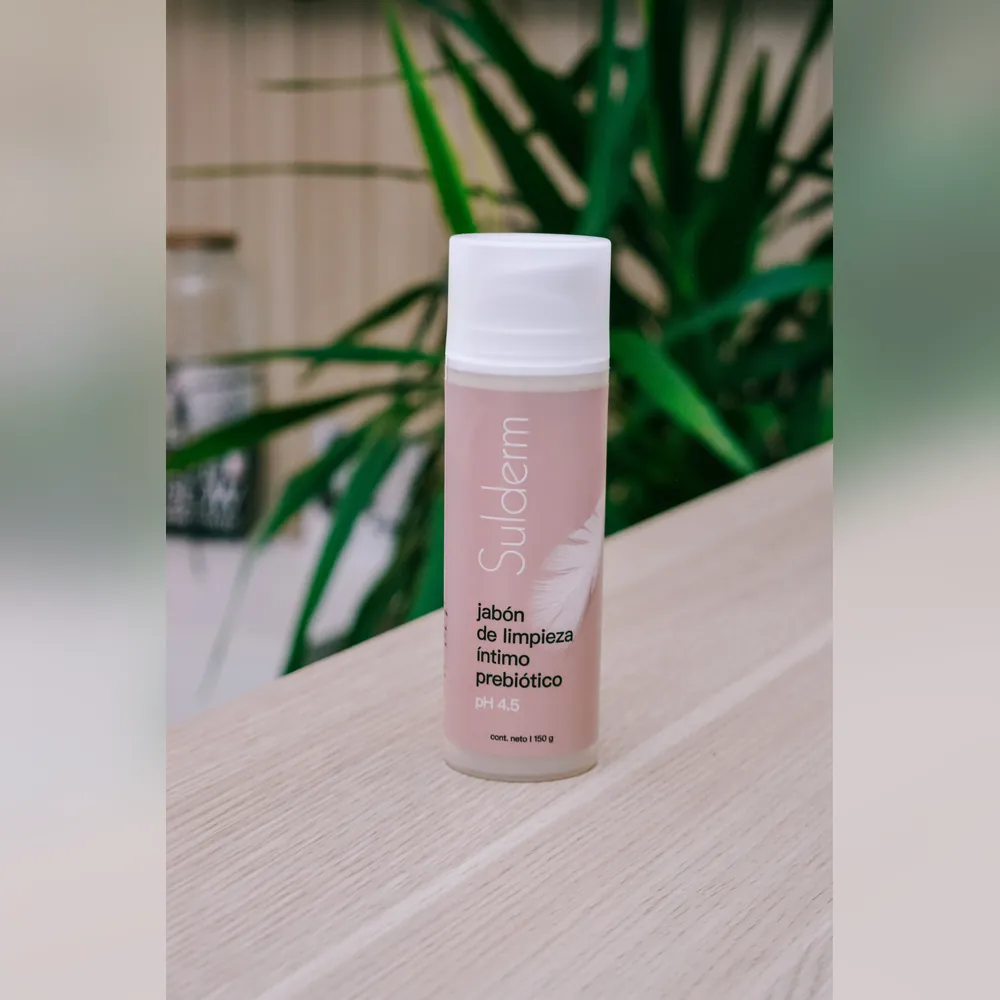 Sulderm
jabón
de limpieza
íntimo
prebiótico
pH 4.5
cont. neto | 150 g